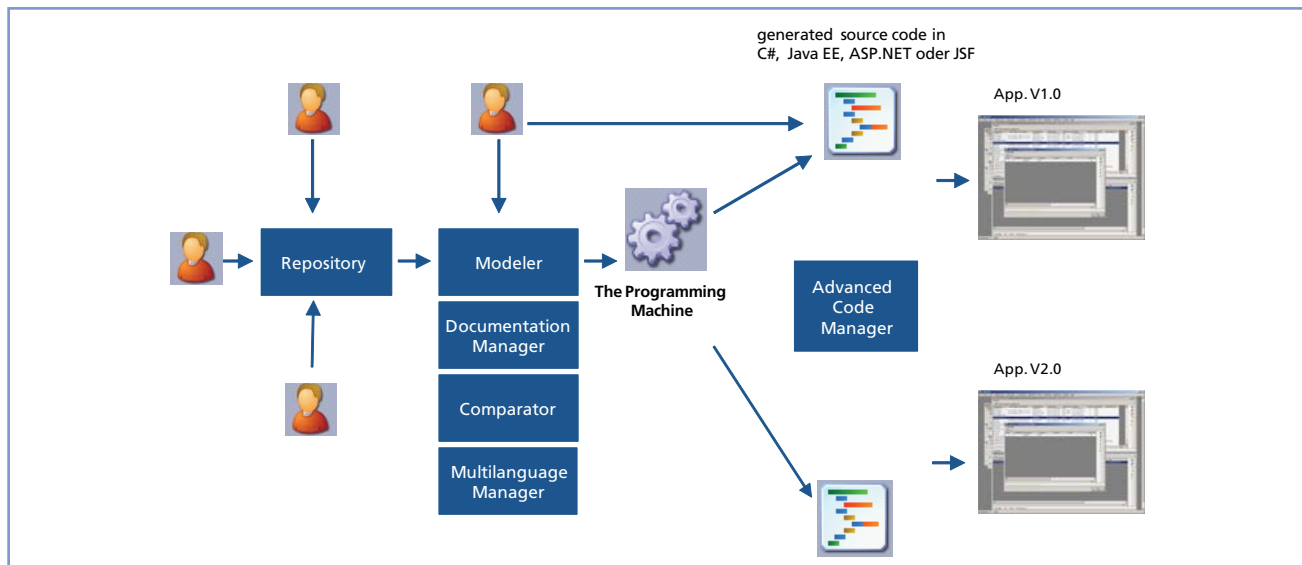 generated source code in
C#, Java EE, ASP.NET oder JSF
App. V1.0
Repository
Modeler
The Programming
Machine
Advanced
Code
Manager
Documentation
Manager
Comparator
Multilanguage
Manager
App. V2.0